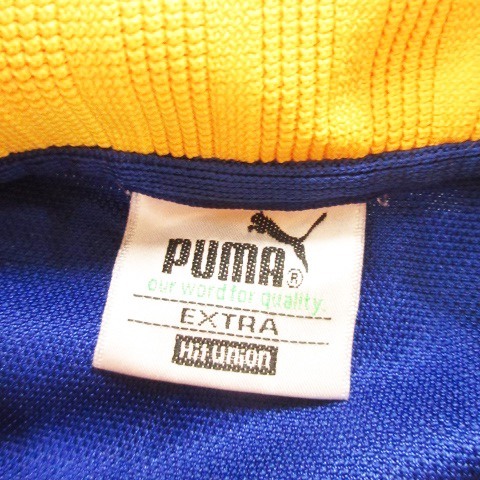 PUMA®
our word for quality.
EXTRA
Hit union